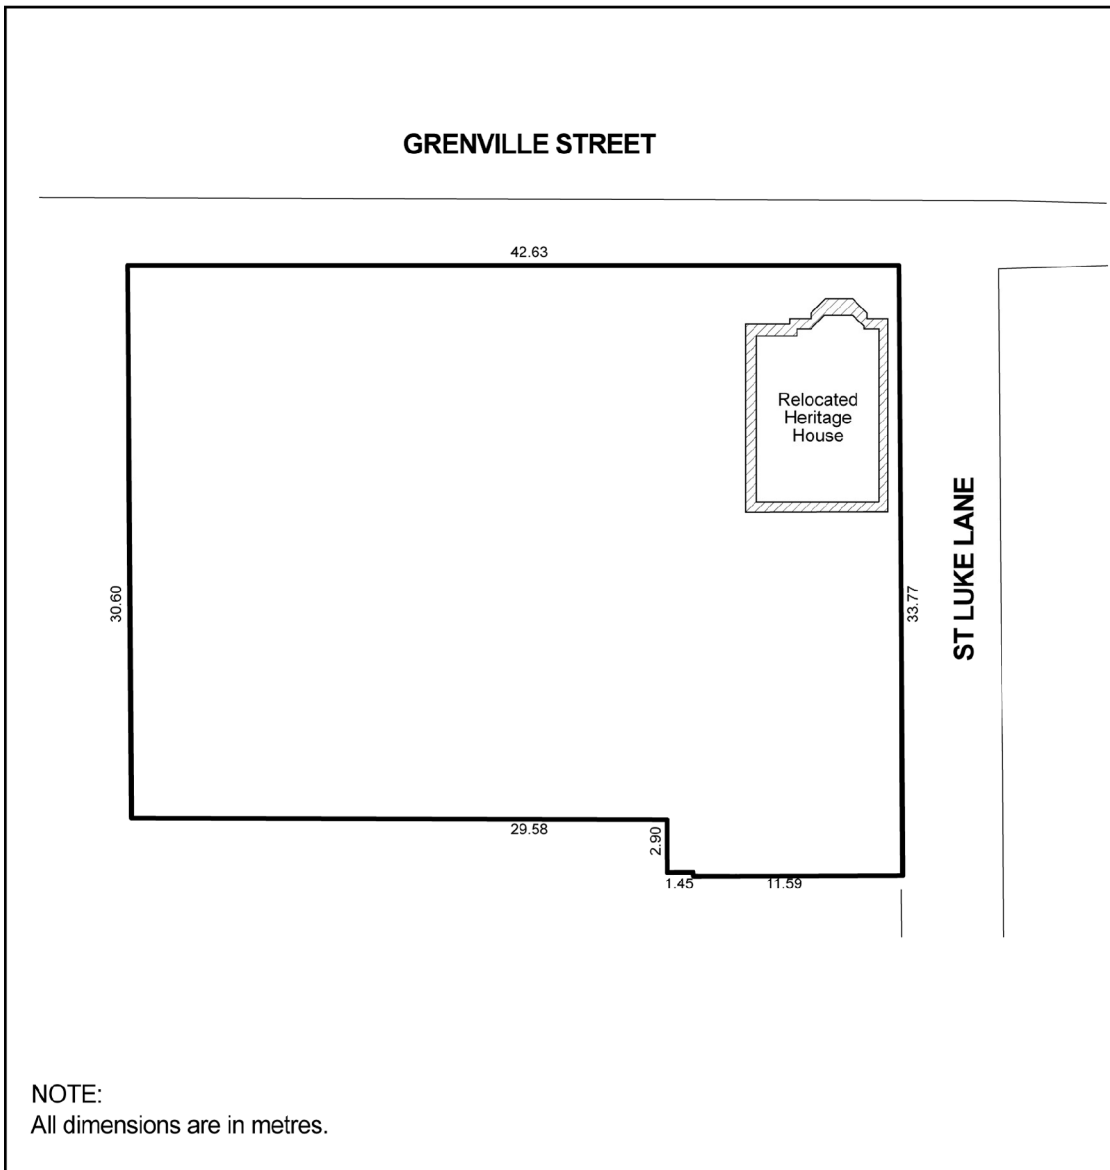 GRENVILLE STREET
42.63
Relocated
Heritage
House
ST LUKE LANE
30.60
33.77
29.58
2.90
1.45
11.59
NOTE:
All dimensions are in metres.